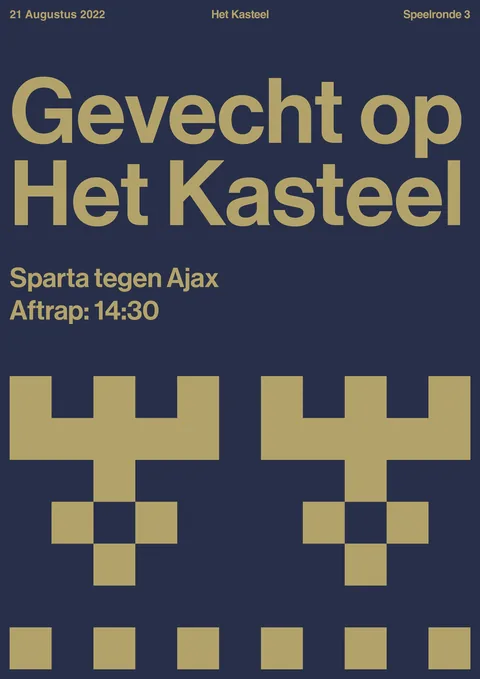 21 Augustus 2022
Het Kasteel
Speelronde 3
Gevecht op
Het Kasteel
Sparta tegen Ajax
Aftrap: 14:30